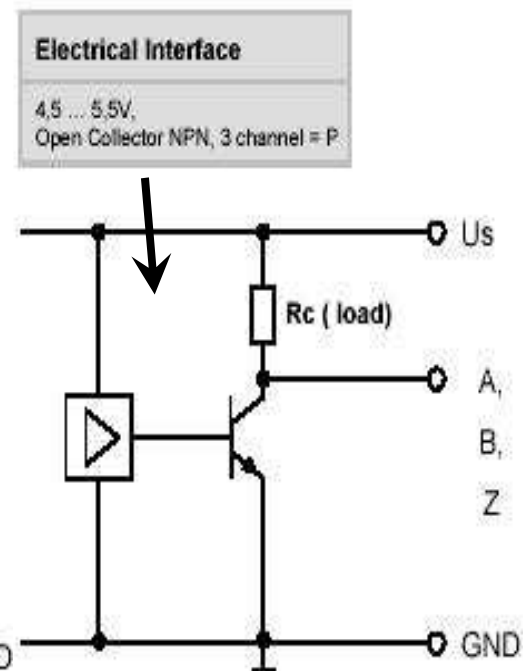 Electrical Interface
4,5 ... 5,5V,
Open Collector NPN, 3 channel = P
Us
Rc ( load)
A,
B,
Z
GND